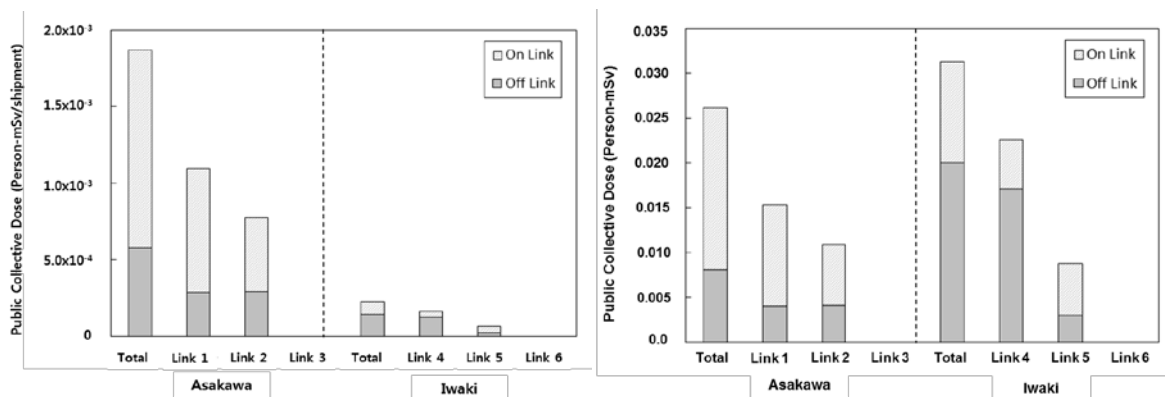 Public Collective Dose (Person-mSv/shipment)
2.0x10⁻³
1.5x10⁻³
1.0x10⁻³
5.0x10⁻⁴
0
On Link
Off Link
Total Link 1 Link 2 Link 3 Total Link 4 Link 5 Link 6
Asakawa Iwaki
Public Collective Dose (Person-mSv)
0.035
0.030
0.025
0.020
0.015
0.010
0.005
0.0
On Link
Off Link
Total Link 1 Link 2 Link 3 Total Link 4 Link 5 Link 6
Asakawa Iwaki